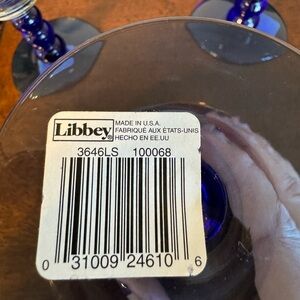 Libbey®
MADE IN U.S.A.
FABRIQUÉ AUX ÉTATS-UNIS
HECHO EN EE.UU
3646LS 100068
0 31009 24610 6